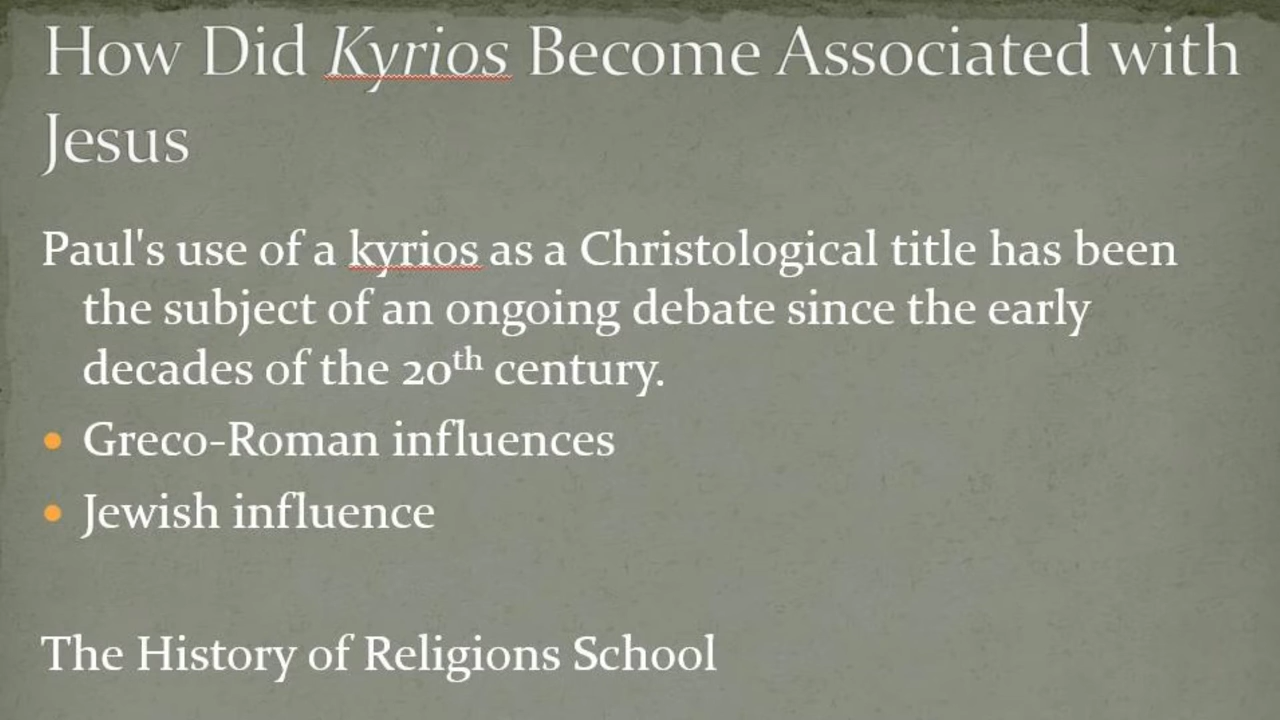 How Did Kyrios Become Associated with
Jesus
Paul's use of a kyrios as a Christological title has been
the subject of an ongoing debate since the early
decades of the 20th century.
• Greco-Roman influences
• Jewish influence
The History of Religions School